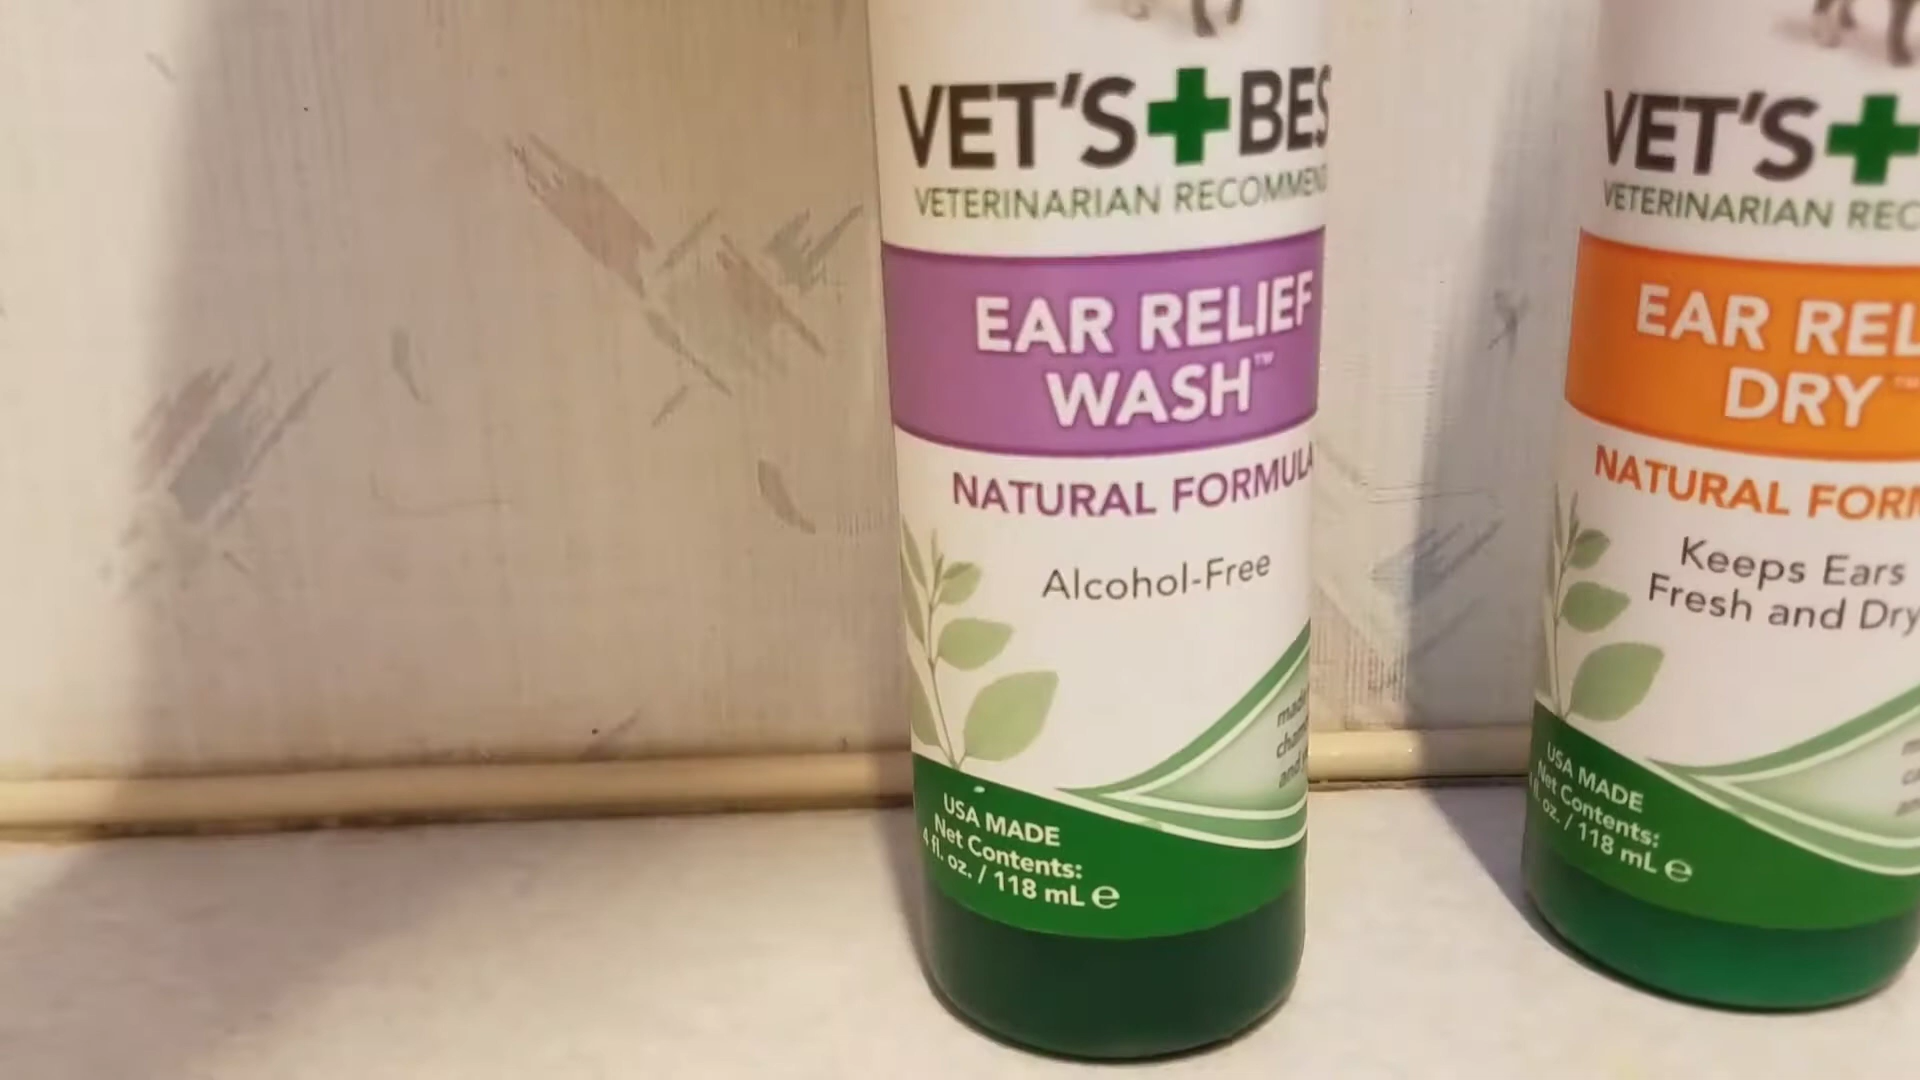 VET'S+BES
VETERINARIAN RECOMMEND
EAR RELIEF
WASH™
NATURAL FORMULA
Alcohol-Free
USA MADE
Net Contents:
4 fl. oz. / 118 mL ℮
VET'S+
VETERINARIAN REC
EAR REL
DRY™
NATURAL FORM
Keeps Ears
Fresh and Dry
USA MADE
Net Contents:
fl. oz. / 118 mL ℮